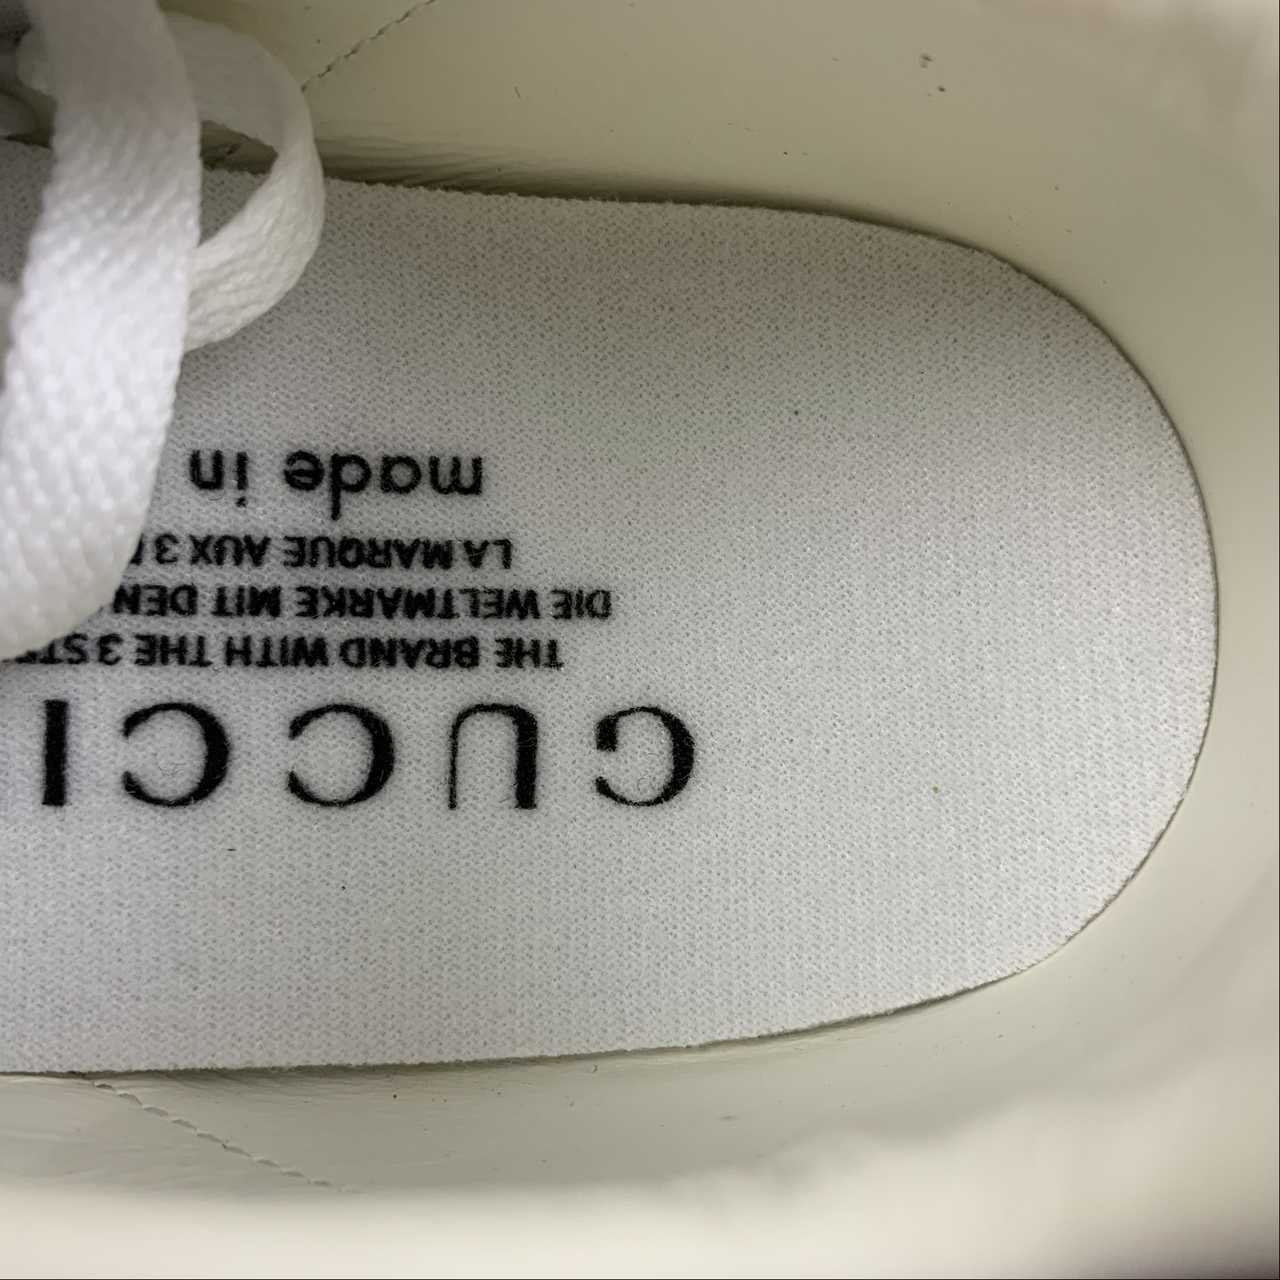 GUCCI
THE BRAND WITH THE 3
DIE WELTMARKE MIT DEN
LA MARQUE AUX 3
made in